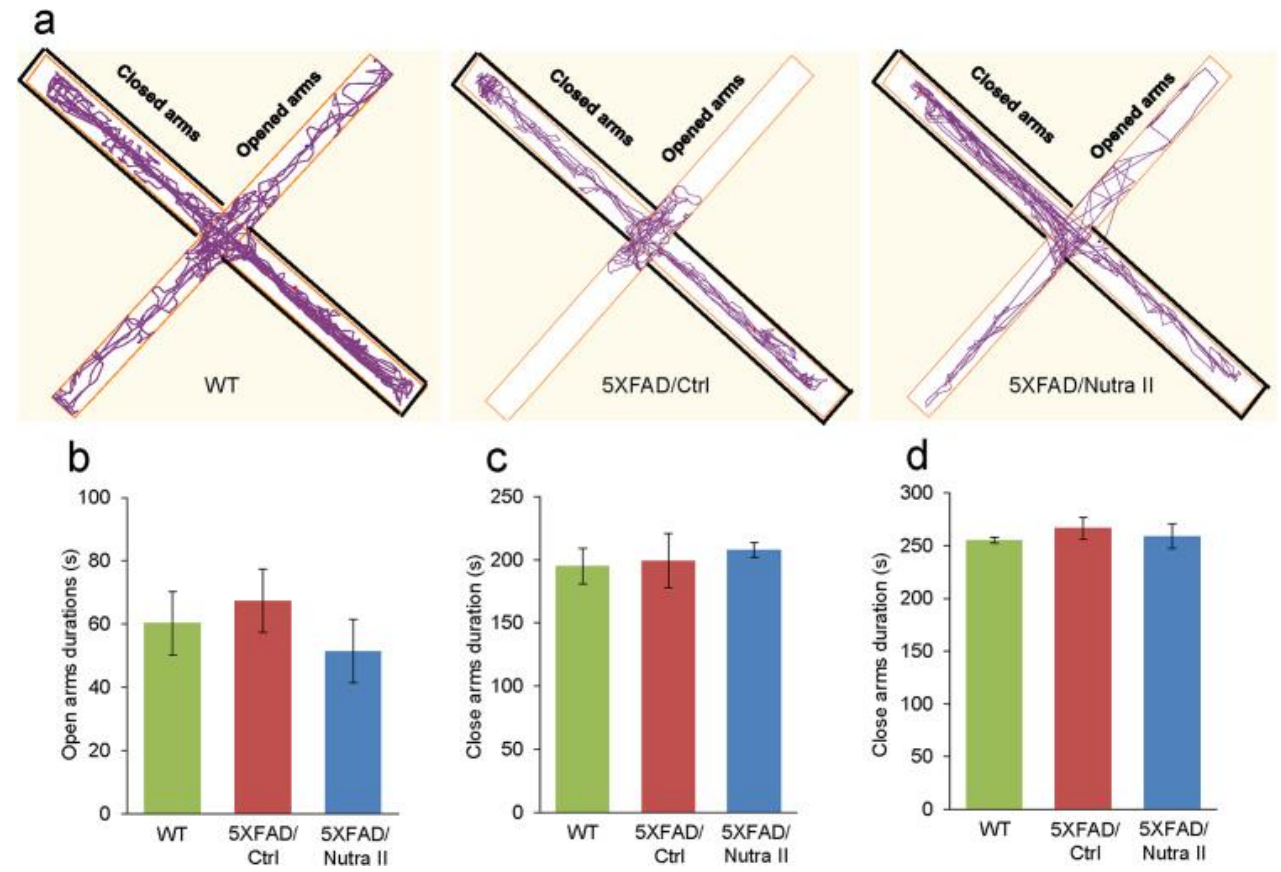 a
Closed arms
Opened arms
WT
Closed arms
Opened arms
5XFAD/Ctrl
Closed arms
Opened arms
5XFAD/Nutra II
b
Open arms durations (s)
100
80
60
40
20
0
WT
5XFAD/
Ctrl
5XFAD/
Nutra II
c
Close arms duration (s)
250
200
150
100
50
0
WT
5XFAD/
Ctrl
5XFAD/
Nutra II
d
Close arms duration (s)
300
250
200
150
100
50
0
WT
5XFAD/
Ctrl
5XFAD/
Nutra II